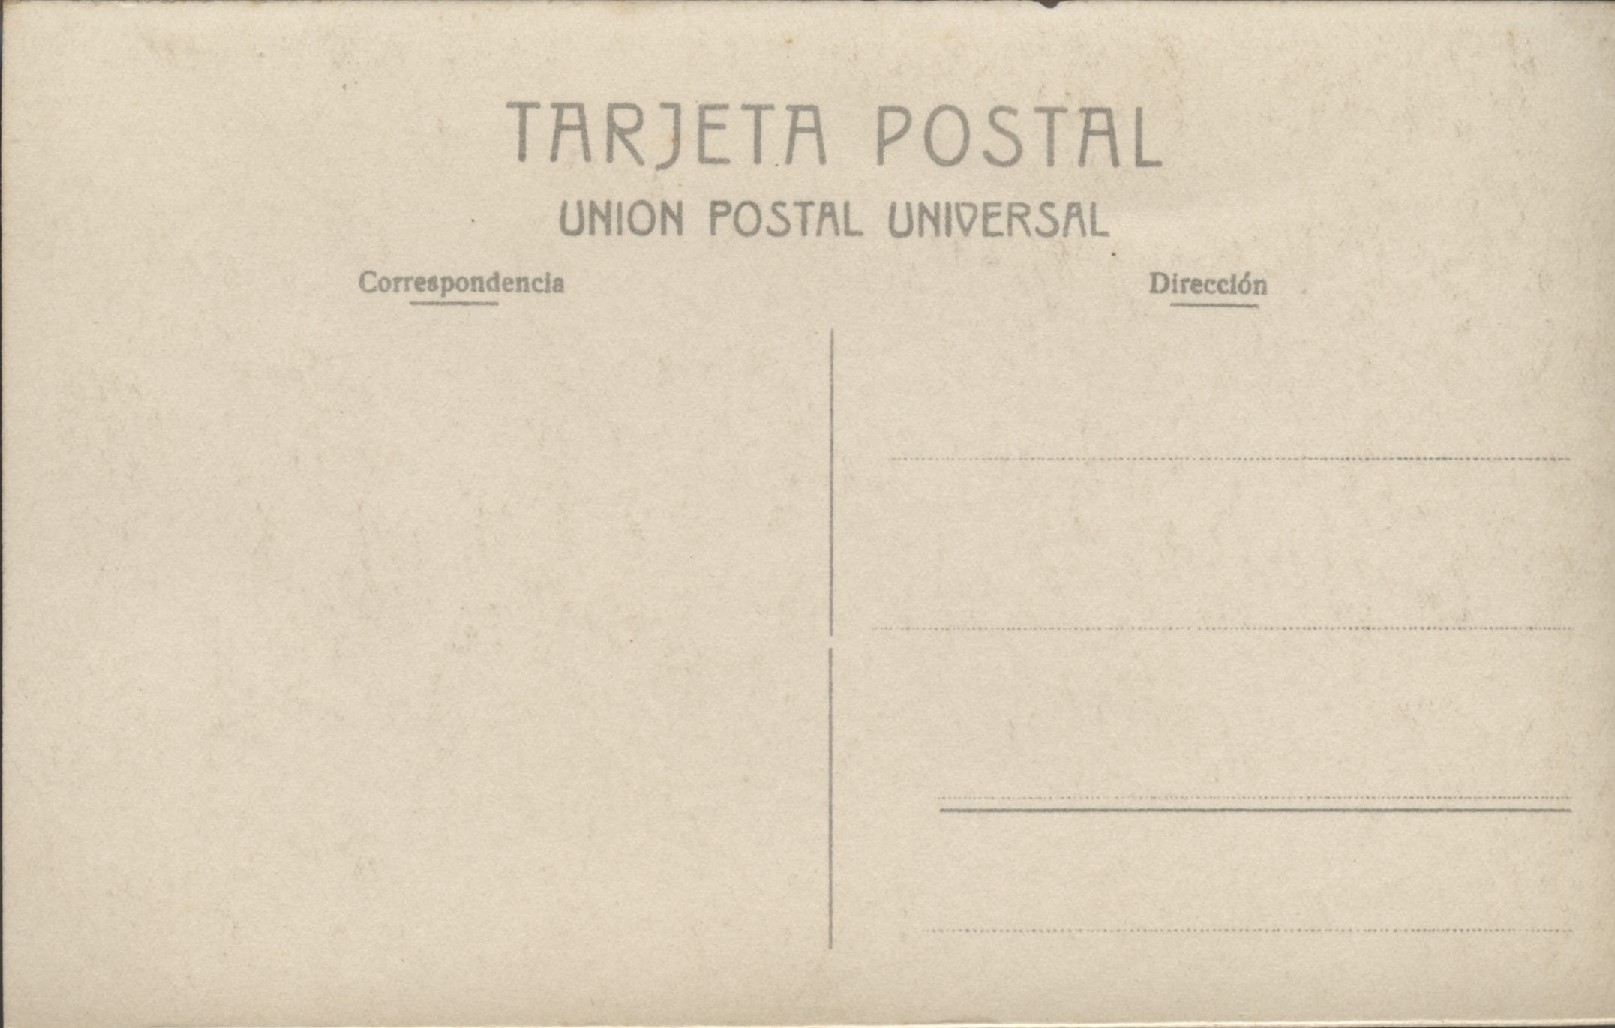 TARJETA POSTAL
UNION POSTAL UNIVERSAL
Correspondencia
Dirección